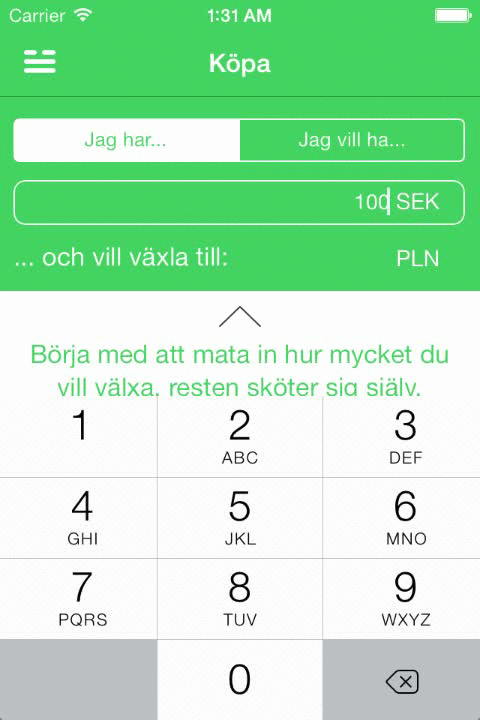 Carrier 1:31 AM
Köpa
Jag har... Jag vill ha...
100 SEK
... och vill växla till: PLN
Börja med att mata in hur mycket du
vill välxa, resten sköter sig själv.
1 2 3
ABC DEF
4 5 6
GHI JKL MNO
7 8 9
PQRS TUV WXYZ
0